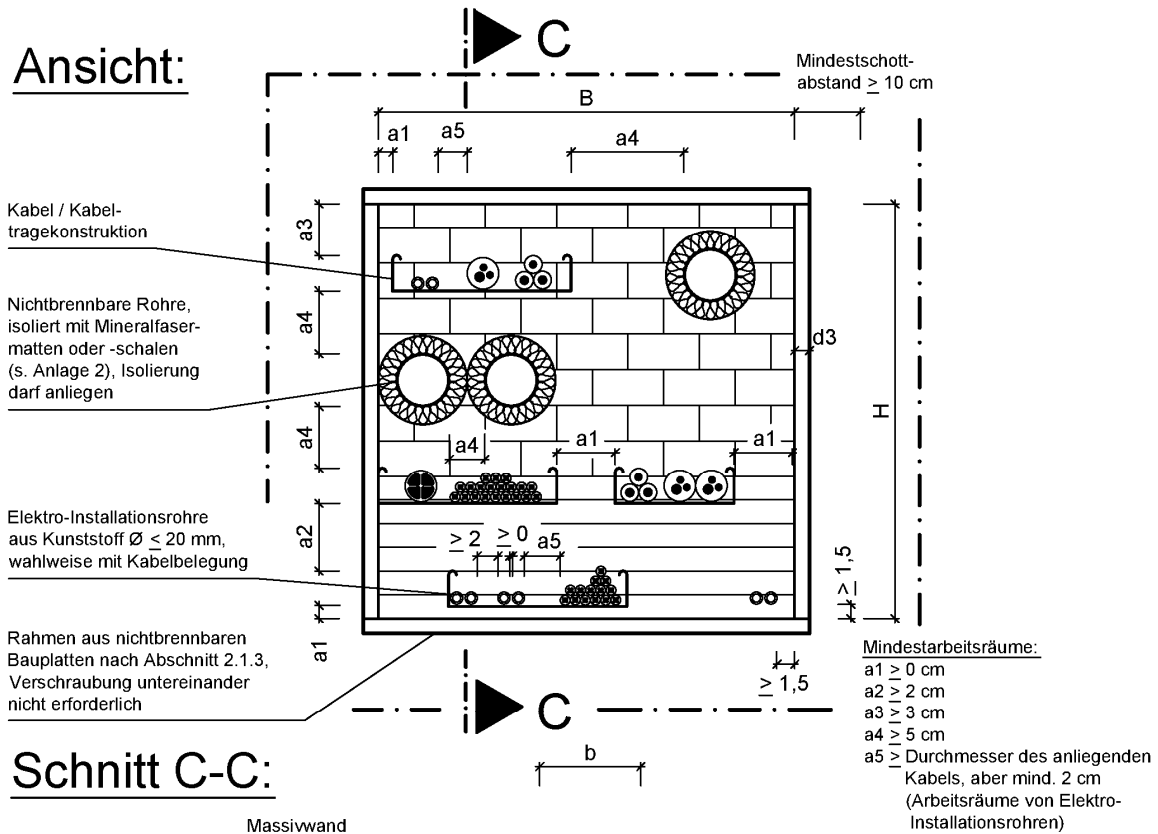 C
Ansicht:
Mindestschott-
abstand ≥ 10 cm
B
a1
a5
a4
Kabel / Kabel-
tragekonstruktion
a3
Nichtbrennbare Rohre,
isoliert mit Mineralfaser-
matten oder -schalen
(s. Anlage 2), Isolierung
darf anliegen
a4
d3
H
a4
a4
a1
a1
Elektro-Installationsrohre
aus Kunststoff Ø ≤ 20 mm,
wahlweise mit Kabelbelegung
a2
≥ 2
≥ 0
a5
≥ 1,5
Rahmen aus nichtbrennbaren
Bauplatten nach Abschnitt 2.1.3,
Verschraubung untereinander
nicht erforderlich
a1
≥ 1,5
Mindestarbeitsräume:
a1 ≥ 0 cm
a2 ≥ 2 cm
a3 ≥ 3 cm
a4 ≥ 5 cm
a5 ≥ Durchmesser des anliegenden
Kabels, aber mind. 2 cm
(Arbeitsräume von Elektro-
Installationsrohren)
C
Schnitt C-C:
b
Massivwand